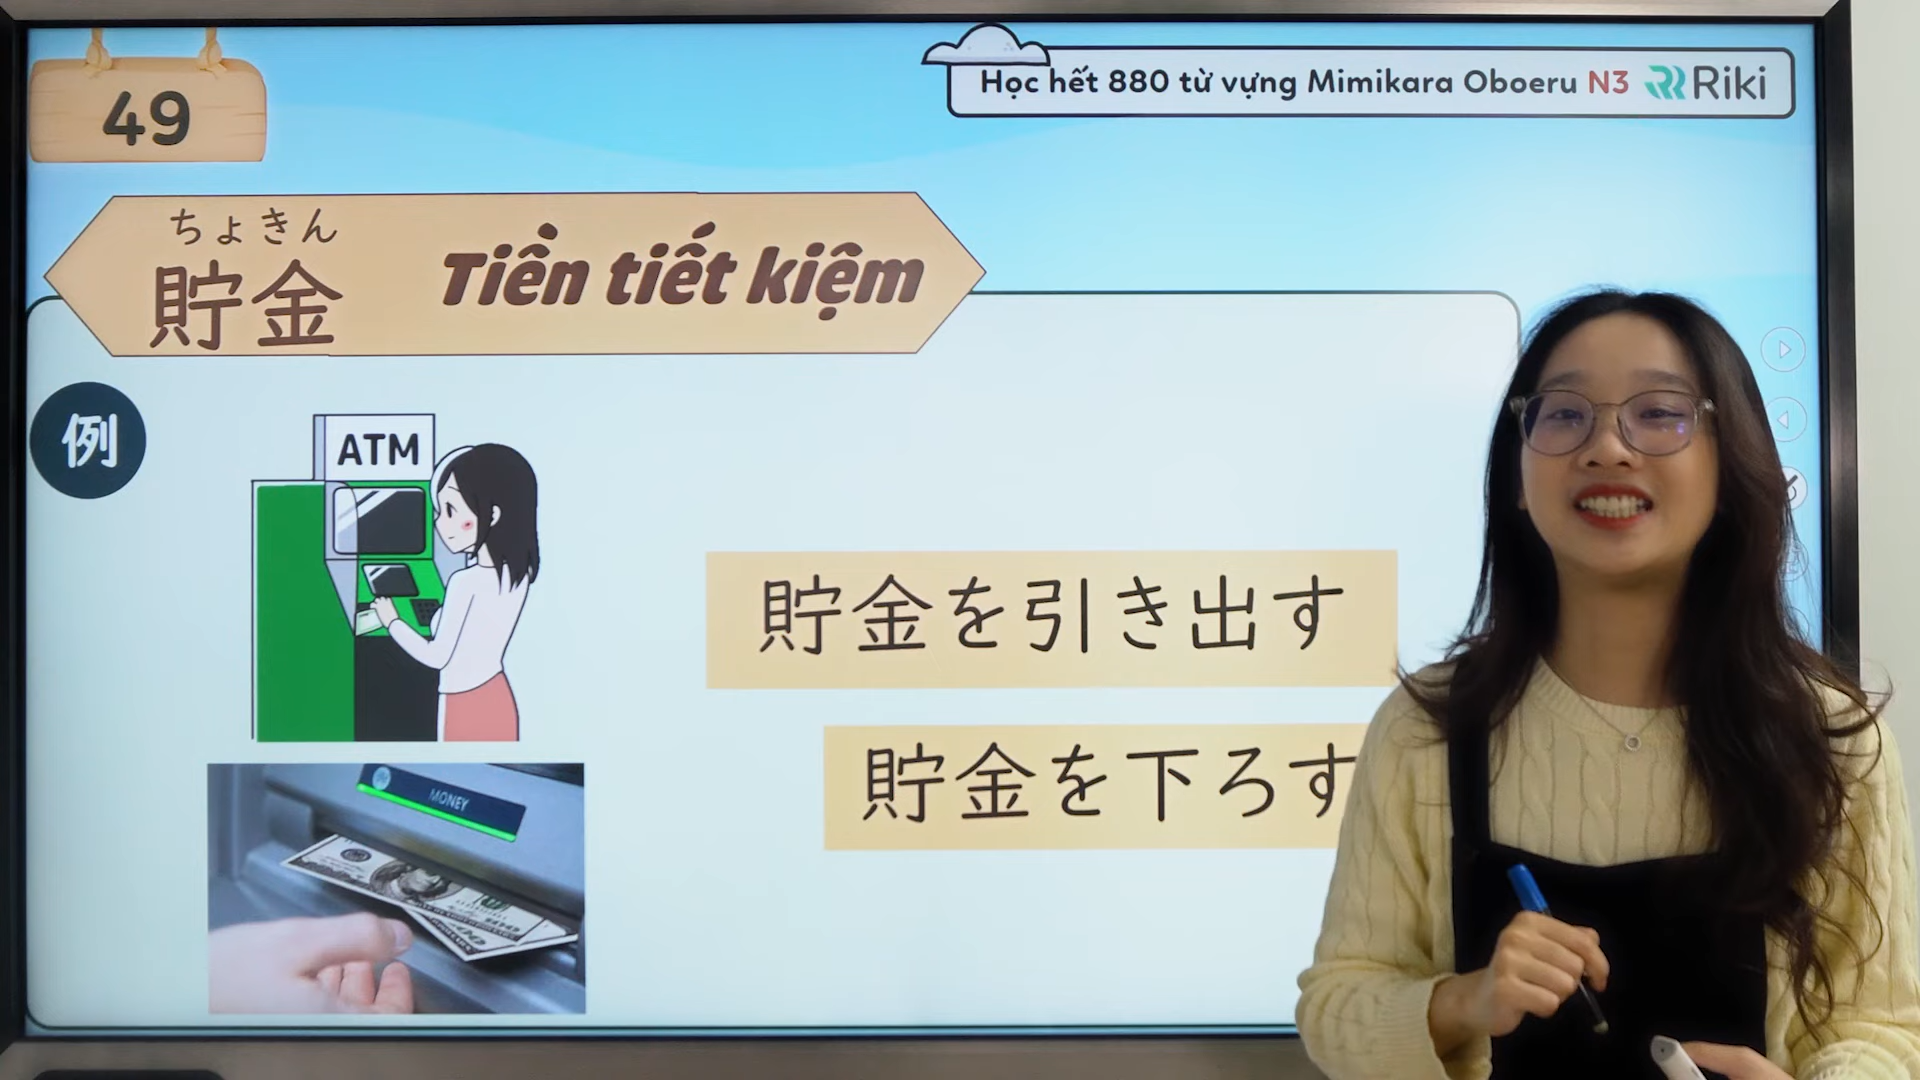 49
Học hết 880 từ vựng Mimikara Oboeru N3 Riki
ちょきん
貯金 Tiền tiết kiệm
例
ATM
貯金を引き出す
貯金を下ろす
MONEY